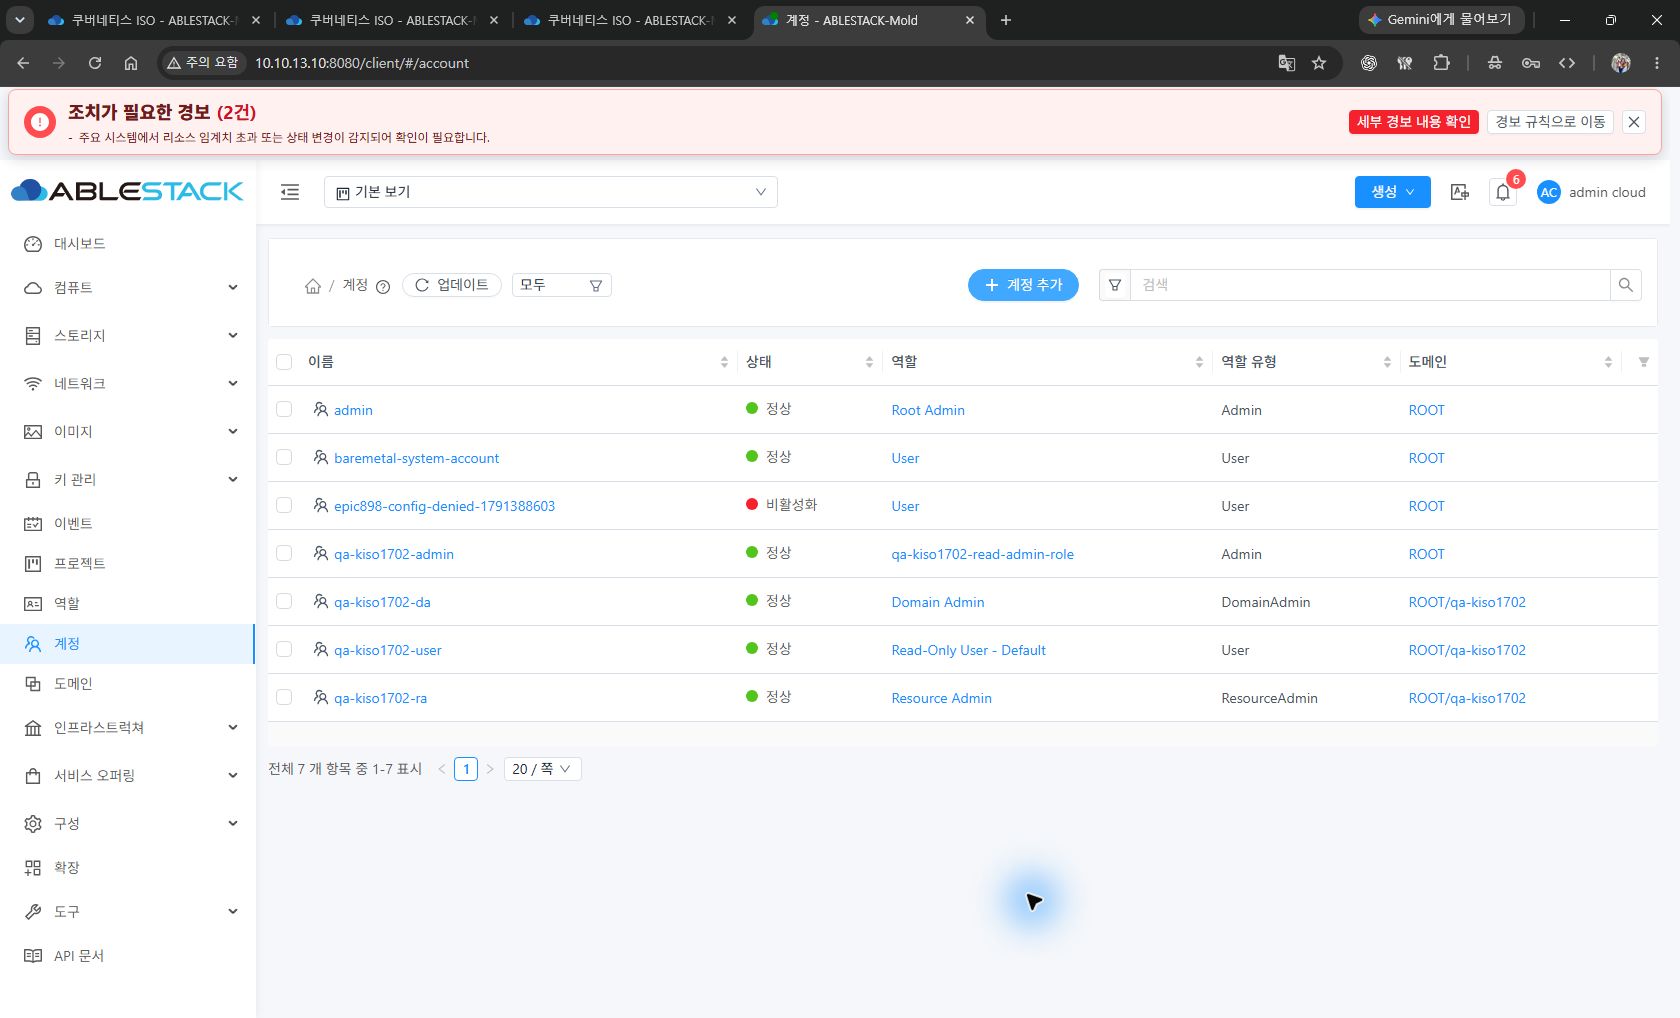 쿠버네티스 ISO - ABLESTACK-
쿠버네티스 ISO - ABLESTACK-
쿠버네티스 ISO - ABLESTACK-
계정 - ABLESTACK-Mold
Gemini에게 물어보기
주의 요함
10.10.13.10:8080/client/#/account
조치가 필요한 경보 (2건)
- 주요 시스템에서 리소스 임계치 초과 또는 상태 변경이 감지되어 확인이 필요합니다.
세부 경보 내용 확인
경보 규칙으로 이동
ABLESTACK
기본 보기
생성
6
AC
admin cloud
대시보드
컴퓨트
스토리지
네트워크
이미지
키 관리
이벤트
프로젝트
역할
계정
도메인
인프라스트럭쳐
서비스 오퍼링
구성
확장
도구
API 문서
/ 계정
업데이트
모두
+ 계정 추가
검색
이름 상태 역할 역할 유형 도메인
admin 정상 Root Admin Admin ROOT
baremetal-system-account 정상 User User ROOT
epic898-config-denied-1791388603 비활성화 User User ROOT
qa-kiso1702-admin 정상 qa-kiso1702-read-admin-role Admin ROOT
qa-kiso1702-da 정상 Domain Admin DomainAdmin ROOT/qa-kiso1702
qa-kiso1702-user 정상 Read-Only User - Default User ROOT/qa-kiso1702
qa-kiso1702-ra 정상 Resource Admin ResourceAdmin ROOT/qa-kiso1702
전체 7 개 항목 중 1-7 표시 < 1 > 20 / 쪽